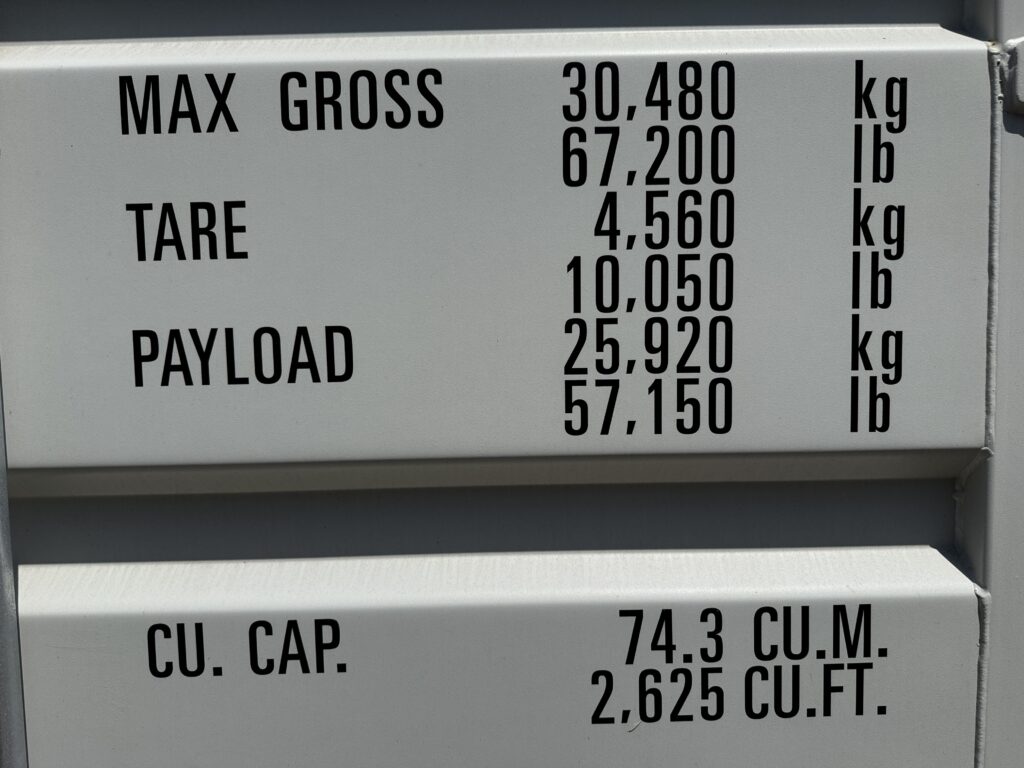 MAX GROSS 30,480 kg
67,200 lb
TARE 4,560 kg
10,050 lb
PAYLOAD 25,920 kg
57,150 lb
CU. CAP. 74.3 CU.M.
2,625 CU.FT.